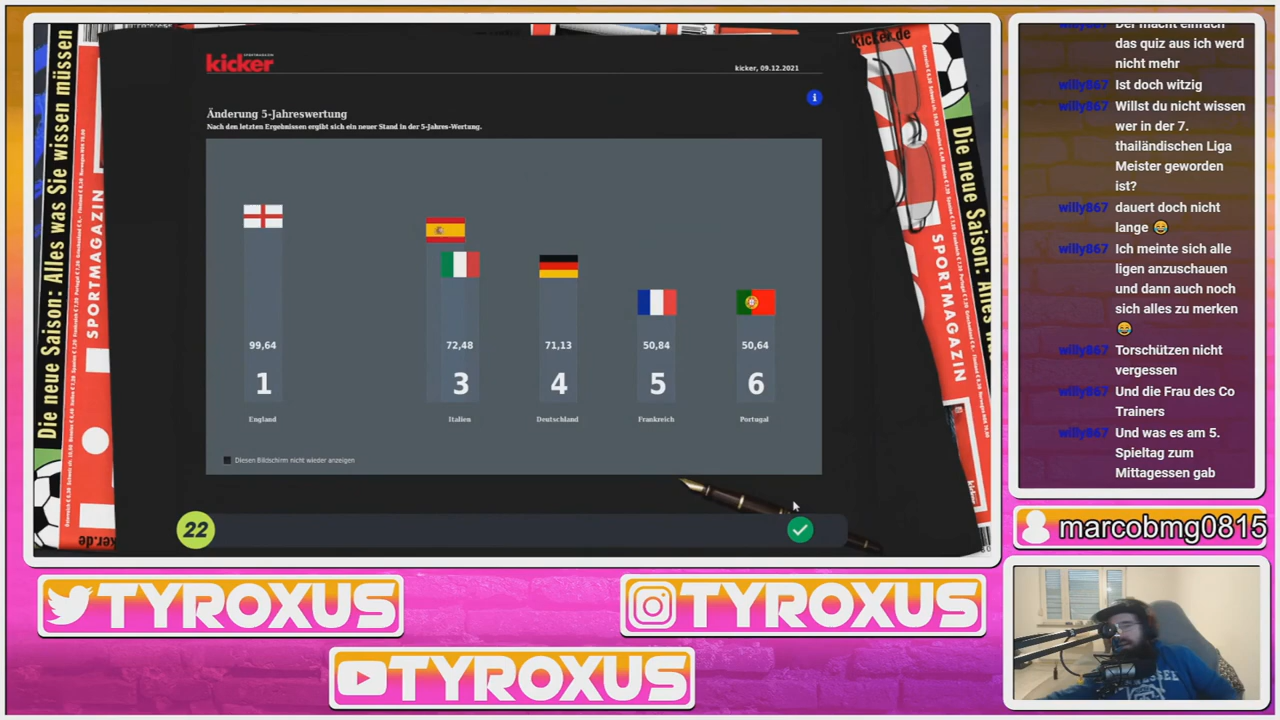 Die neue Saison: Alles was Sie wissen müssen
SPORTMAGAZIN
ker.de
kicker.de
SPORTMAGAZIN
Die neue Saison: Alles
kicker
SPORTMAGAZIN
kicker, 09.12.2021
i
Änderung 5-Jahreswertung
Nach den letzten Ergebnissen ergibt sich ein neuer Stand in der 5-Jahres-Wertung.
99,64
72,48
71,13
50,84
50,64
1
3
4
5
6
England
Italien
Deutschland
Frankreich
Portugal
Diesen Bildschirm nicht wieder anzeigen
22
Der macht einfach
das quiz aus ich werd
nicht mehr
willy867 Ist doch witzig
willy867 Willst du nicht wissen
wer in der 7.
thailändischen Liga
Meister geworden
ist?
willy867 dauert doch nicht
lange 😂
willy867 Ich meinte sich alle
ligen anzuschauen
und dann auch noch
sich alles zu merken
😂
willy867 Torschützen nicht
vergessen
willy867 Und die Frau des Co
Trainers
willy867 Und was es am 5.
Spieltag zum
Mittagessen gab
marcobmg0815
TYROXUS
TYROXUS
TYROXUS